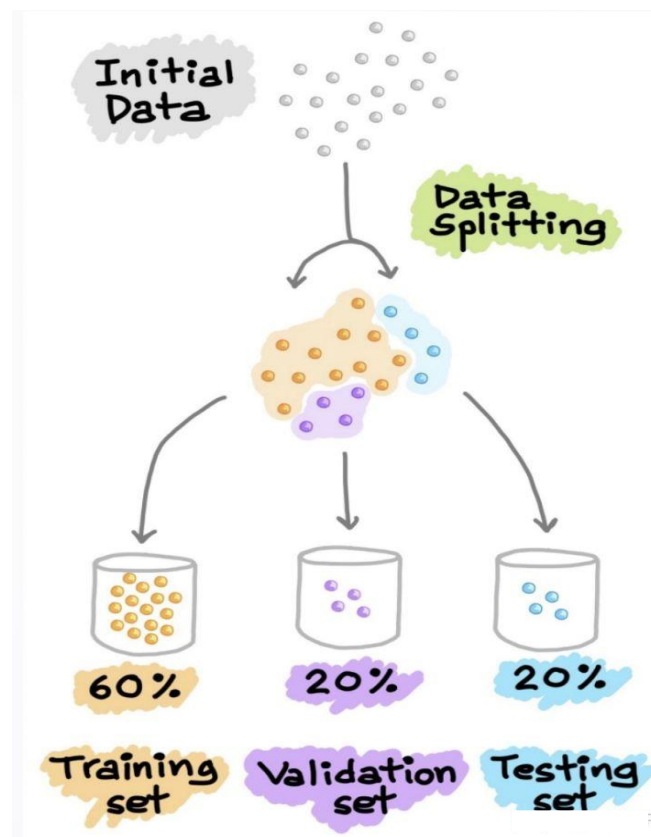 Initial
Data
Data
Splitting
60%
20%
20%
Training
set
Validation
set
Testing
set